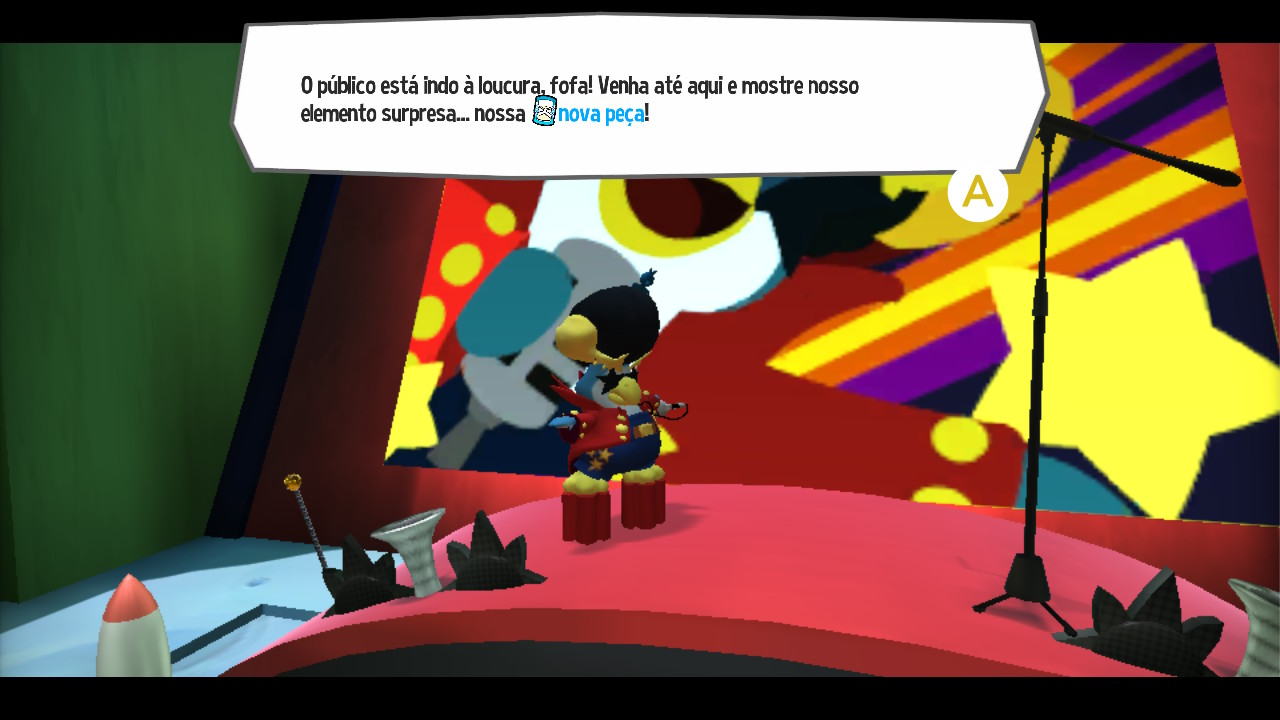 O público está indo à loucura, fofa! Venha até aqui e mostre nosso
elemento surpresa... nossa nova peça!
A